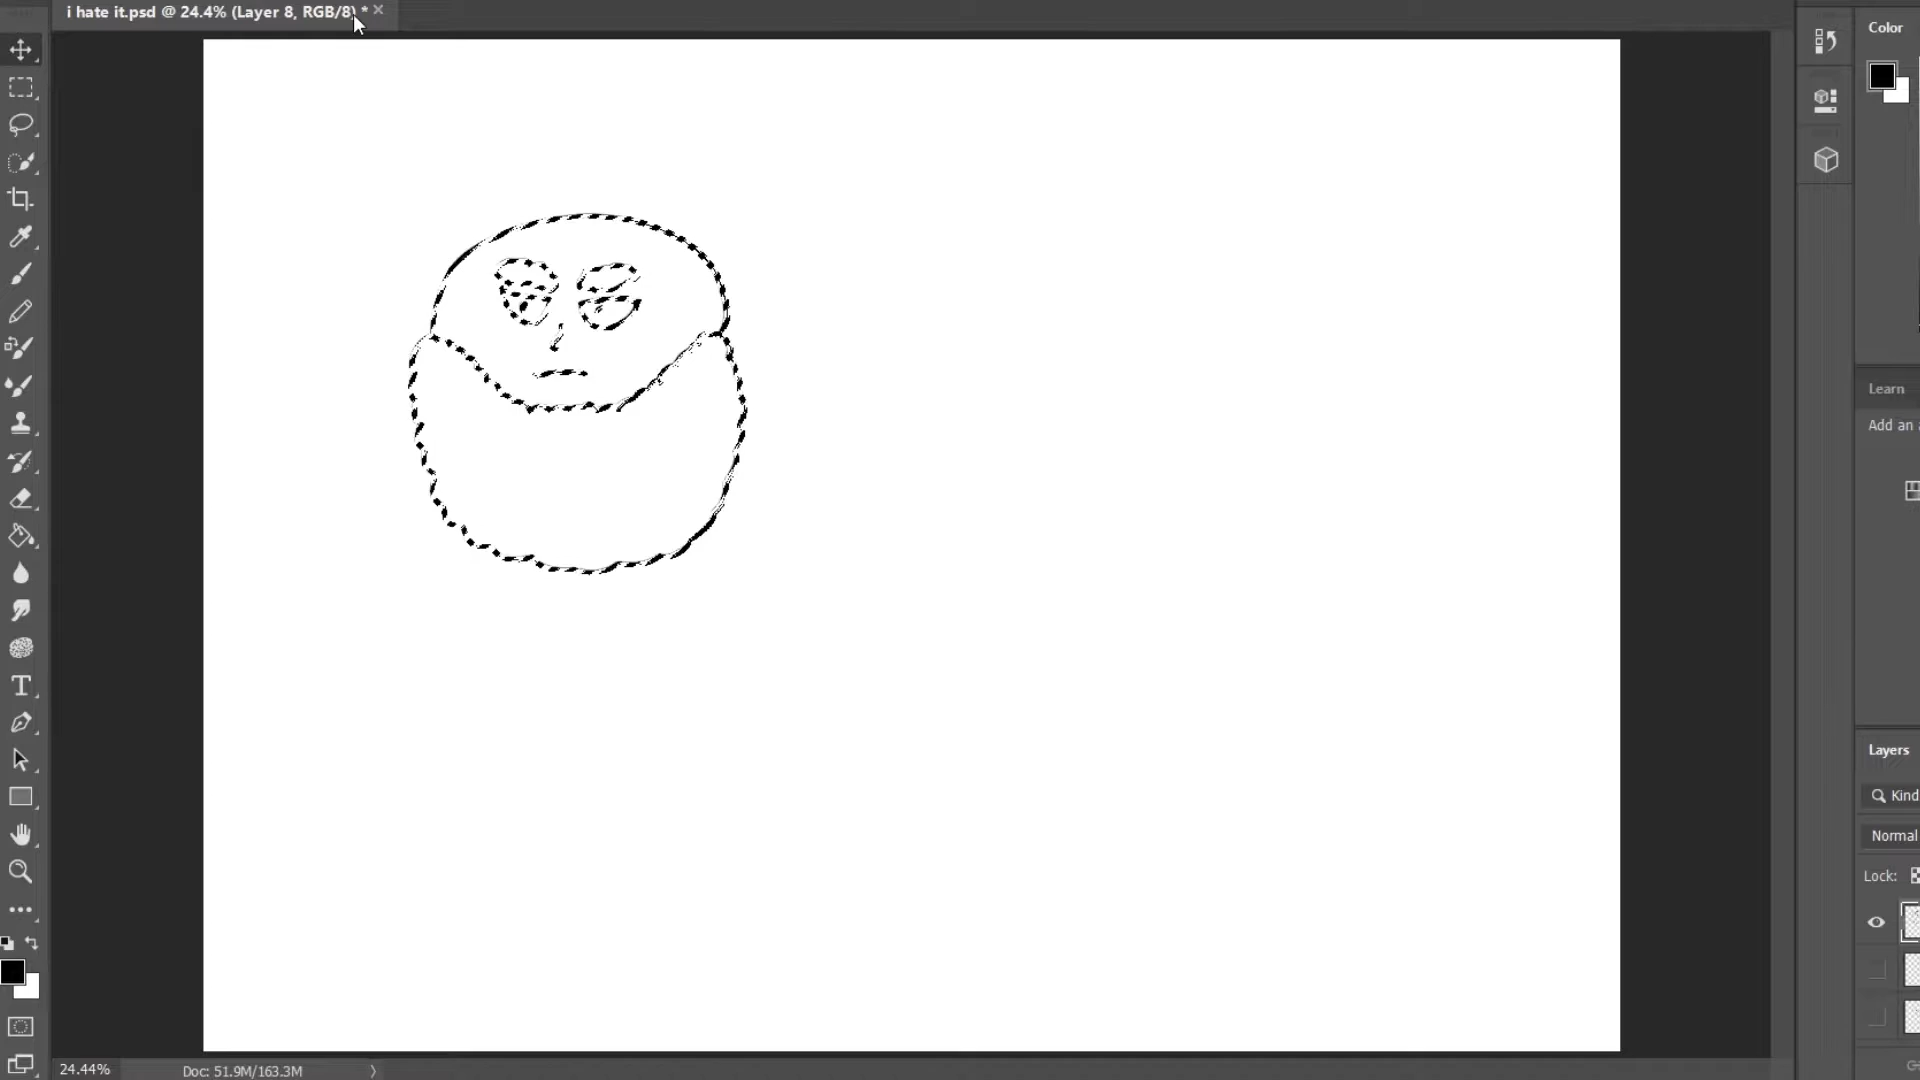 i hate it.psd @ 24.4% (Layer 8, RGB/8) *
Color
Learn
Add an
Layers
Kind
Normal
Lock:
24.44%
Doc: 51.9M/163.3M